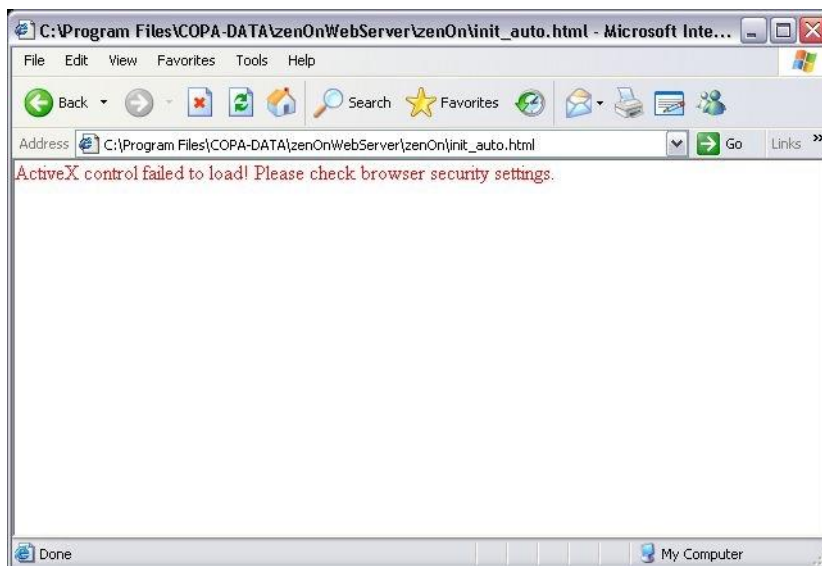 C:\Program Files\COPA-DATA\zenOnWebServer\zenOn\init_auto.html - Microsoft Inte...
File Edit View Favorites Tools Help
Back Search Favorites
Address C:\Program Files\COPA-DATA\zenOnWebServer\zenOn\init_auto.html Go Links »
ActiveX control failed to load! Please check browser security settings.
Done My Computer